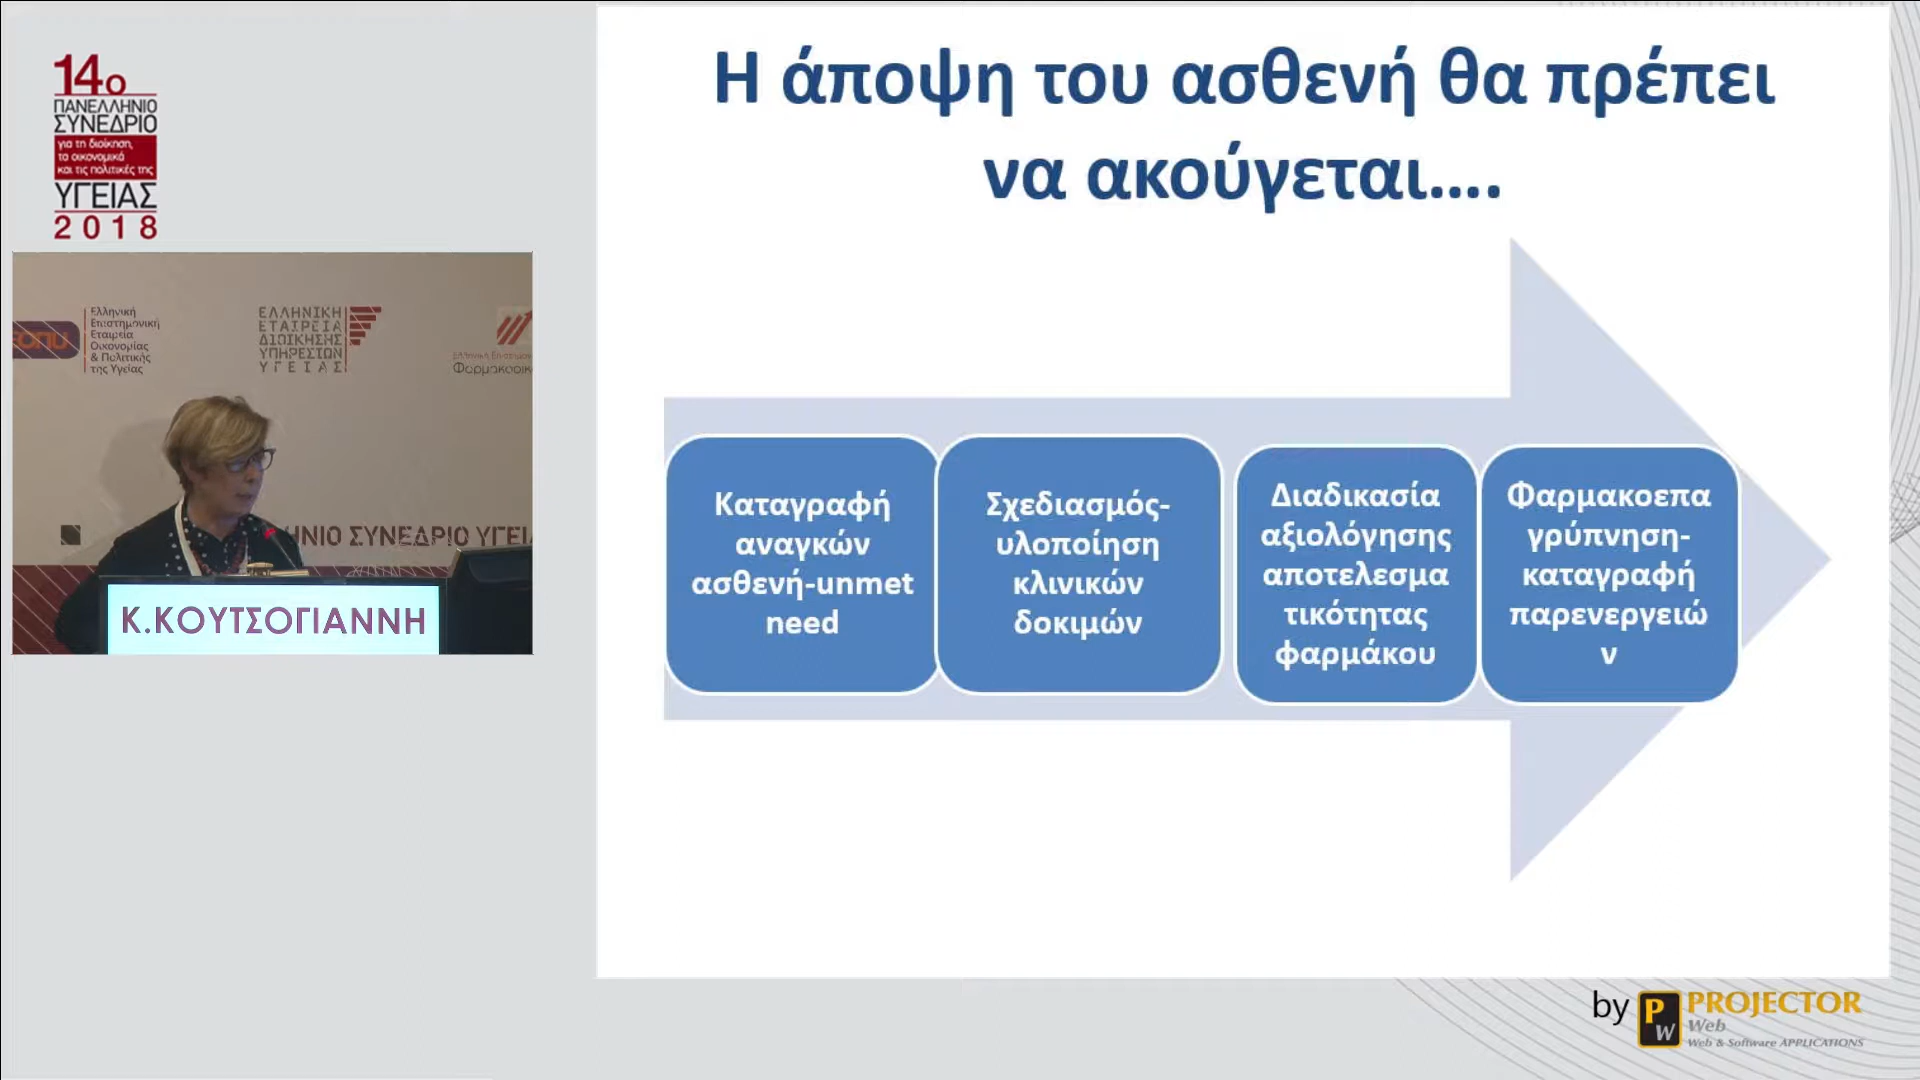 14ο
ΠΑΝΕΛΛΗΝΙΟ
ΣΥΝΕΔΡΙΟ
για τη διοίκηση,
τα οικονομικά
και τις πολιτικές της
ΥΓΕΙΑΣ
2018
Ελληνική
Επιστημονική
Εταιρεία
Οικονομίας
& Πολιτικής
της Υγείας
ΕΛΛΗΝΙΚΗ
ΕΤΑΙΡΕΙΑ
ΔΙΟΙΚΗΣΗΣ
ΥΠΗΡΕΣΙΩΝ
ΥΓΕΙΑΣ
ΗΝΙΟ ΣΥΝΕΔΡΙΟ ΥΓΕΙ
Κ.ΚΟΥΤΣΟΓΙΑΝΝΗ
Η άποψη του ασθενή θα πρέπει
να ακούγεται....
Καταγραφή
αναγκών
ασθενή-unmet
need
Σχεδιασμός-
υλοποίηση
κλινικών
δοκιμών
Διαδικασία
αξιολόγησης
αποτελεσμα
τικότητας
φαρμάκου
Φαρμακοεπα
γρύπνηση-
καταγραφή
παρενεργειώ
ν
by PW PROJECTOR
Web
Web & Software APPLICATIONS